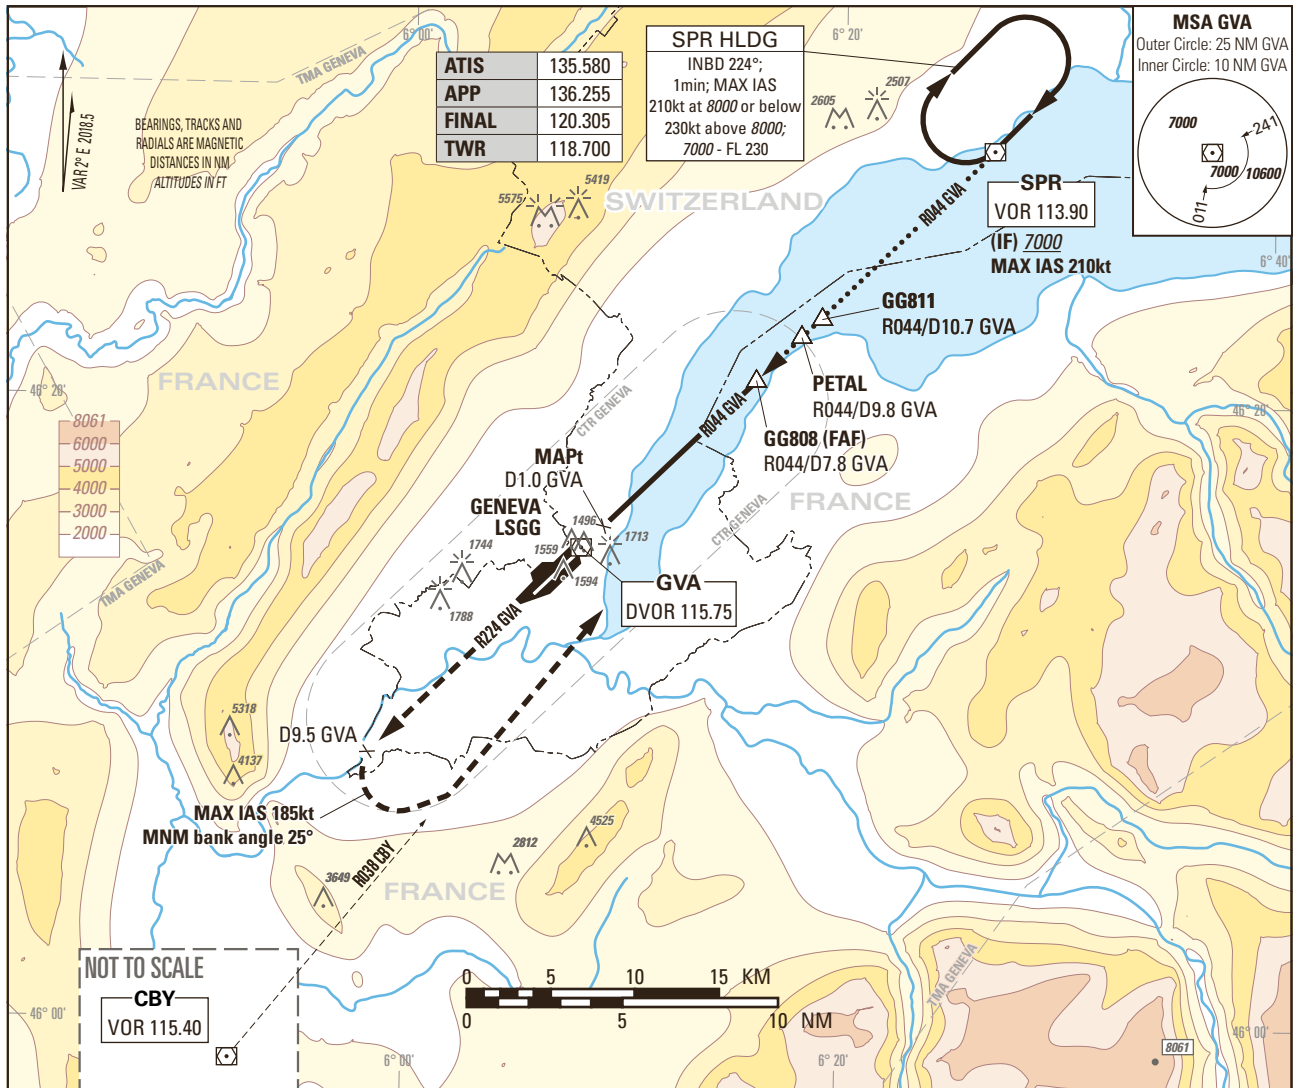 6° 00'
6° 20'
TMA GENEVA
VAR 2° E 2018.5
BEARINGS, TRACKS AND
RADIALS ARE MAGNETIC
DISTANCES IN NM
ALTITUDES IN FT
ATIS 135.580
APP 136.255
FINAL 120.305
TWR 118.700
SPR HLDG
INBD 224°;
1min; MAX IAS
210kt at 8000 or below
230kt above 8000;
7000 - FL 230
2605
2507
MSA GVA
Outer Circle: 25 NM GVA
Inner Circle: 10 NM GVA
7000
241
7000
10600
011
5575
5419
SWITZERLAND
R044 GVA
SPR
VOR 113.90
(IF) 7000
MAX IAS 210kt
6° 40'
GG811
R044/D10.7 GVA
PETAL
R044/D9.8 GVA
GG808 (FAF)
R044/D7.8 GVA
R044 GVA
FRANCE
46° 20'
46° 20'
8061
6000
5000
4000
3000
2000
CTR GENEVA
MAPt
D1.0 GVA
GENEVA
LSGG
FRANCE
CTR GENEVA
1496
1713
1559
1594
1744
1788
GVA
DVOR 115.75
TMA GENEVA
R224 GVA
5318
4137
D9.5 GVA
MAX IAS 185kt
MNM bank angle 25°
4525
2812
3649
R038 CBY
FRANCE
NOT TO SCALE
CBY
VOR 115.40
0 5 10 15 KM
0 5 10 NM
TMA GENEVA
46° 00'
46° 00'
6° 00'
6° 20'
8061